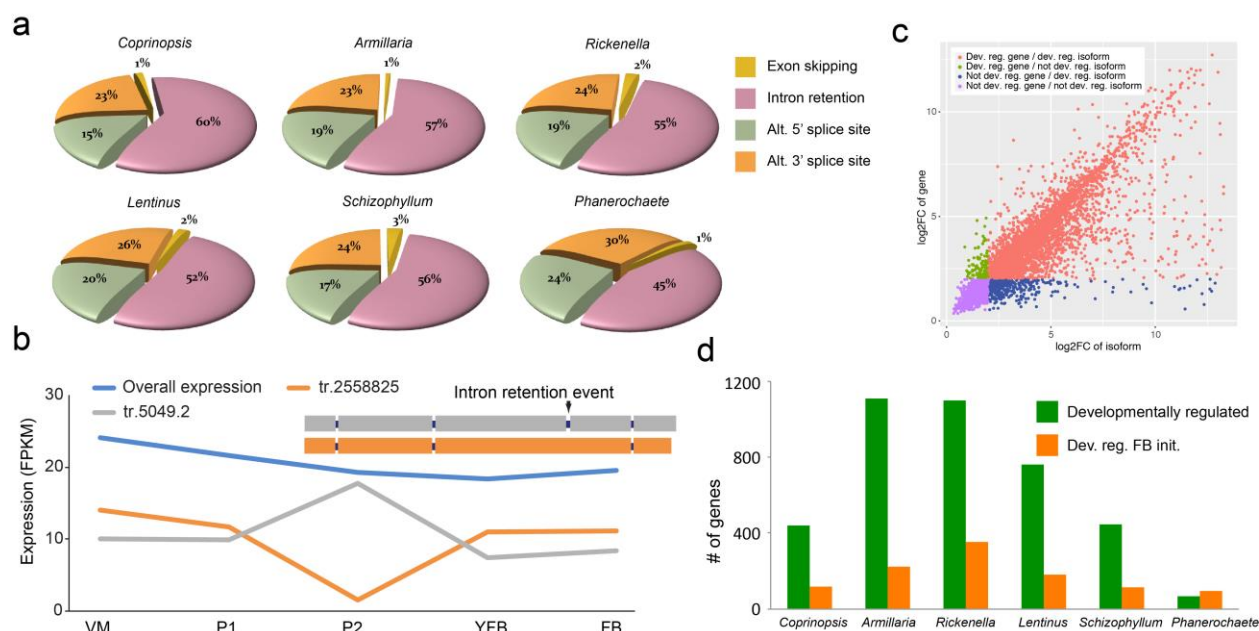 a
Coprinopsis
1%
23%
15%
60%
Armillaria
1%
23%
19%
57%
Rickenella
2%
24%
19%
55%
Exon skipping
Intron retention
Alt. 5' splice site
Alt. 3' splice site
Lentinus
2%
26%
20%
52%
Schizophyllum
3%
24%
17%
56%
Phanerochaete
1%
30%
24%
45%
b
Overall expression
tr.2558825
tr.5049.2
Intron retention event
Expression (FPKM)
30
20
10
0
VM
P1
P2
YFB
FB
c
Dev. reg. gene / dev. reg. isoform
Dev. reg. gene / not dev. reg. isoform
Not dev. reg. gene / dev. reg. isoform
Not dev. reg. gene / not dev. reg. isoform
log2FC of gene
10
5
0
0
5
10
log2FC of isoform
d
# of genes
1200
800
400
0
Developmentally regulated
Dev. reg. FB init.
Coprinopsis
Armillaria
Rickenella
Lentinus
Schizophyllum
Phanerochaete